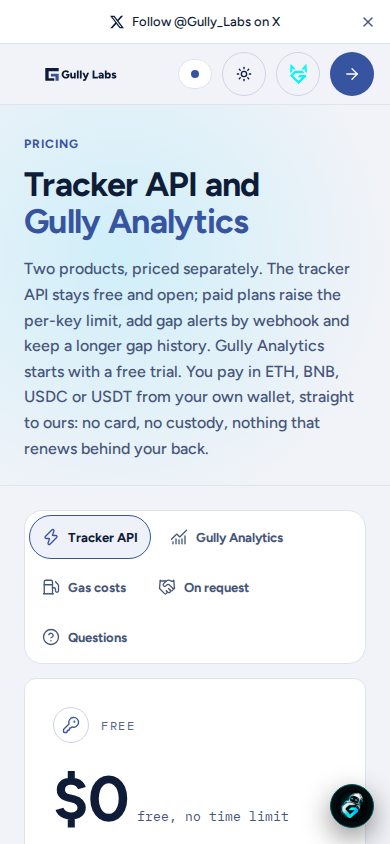 Follow @Gully_Labs on X
Gully Labs
PRICING
Tracker API and
Gully Analytics
Two products, priced separately. The tracker
API stays free and open; paid plans raise the
per-key limit, add gap alerts by webhook and
keep a longer gap history. Gully Analytics
starts with a free trial. You pay in ETH, BNB,
USDC or USDT from your own wallet, straight
to ours: no card, no custody, nothing that
renews behind your back.
Tracker API
Gully Analytics
Gas costs
On request
Questions
FREE
$0 free, no time limit